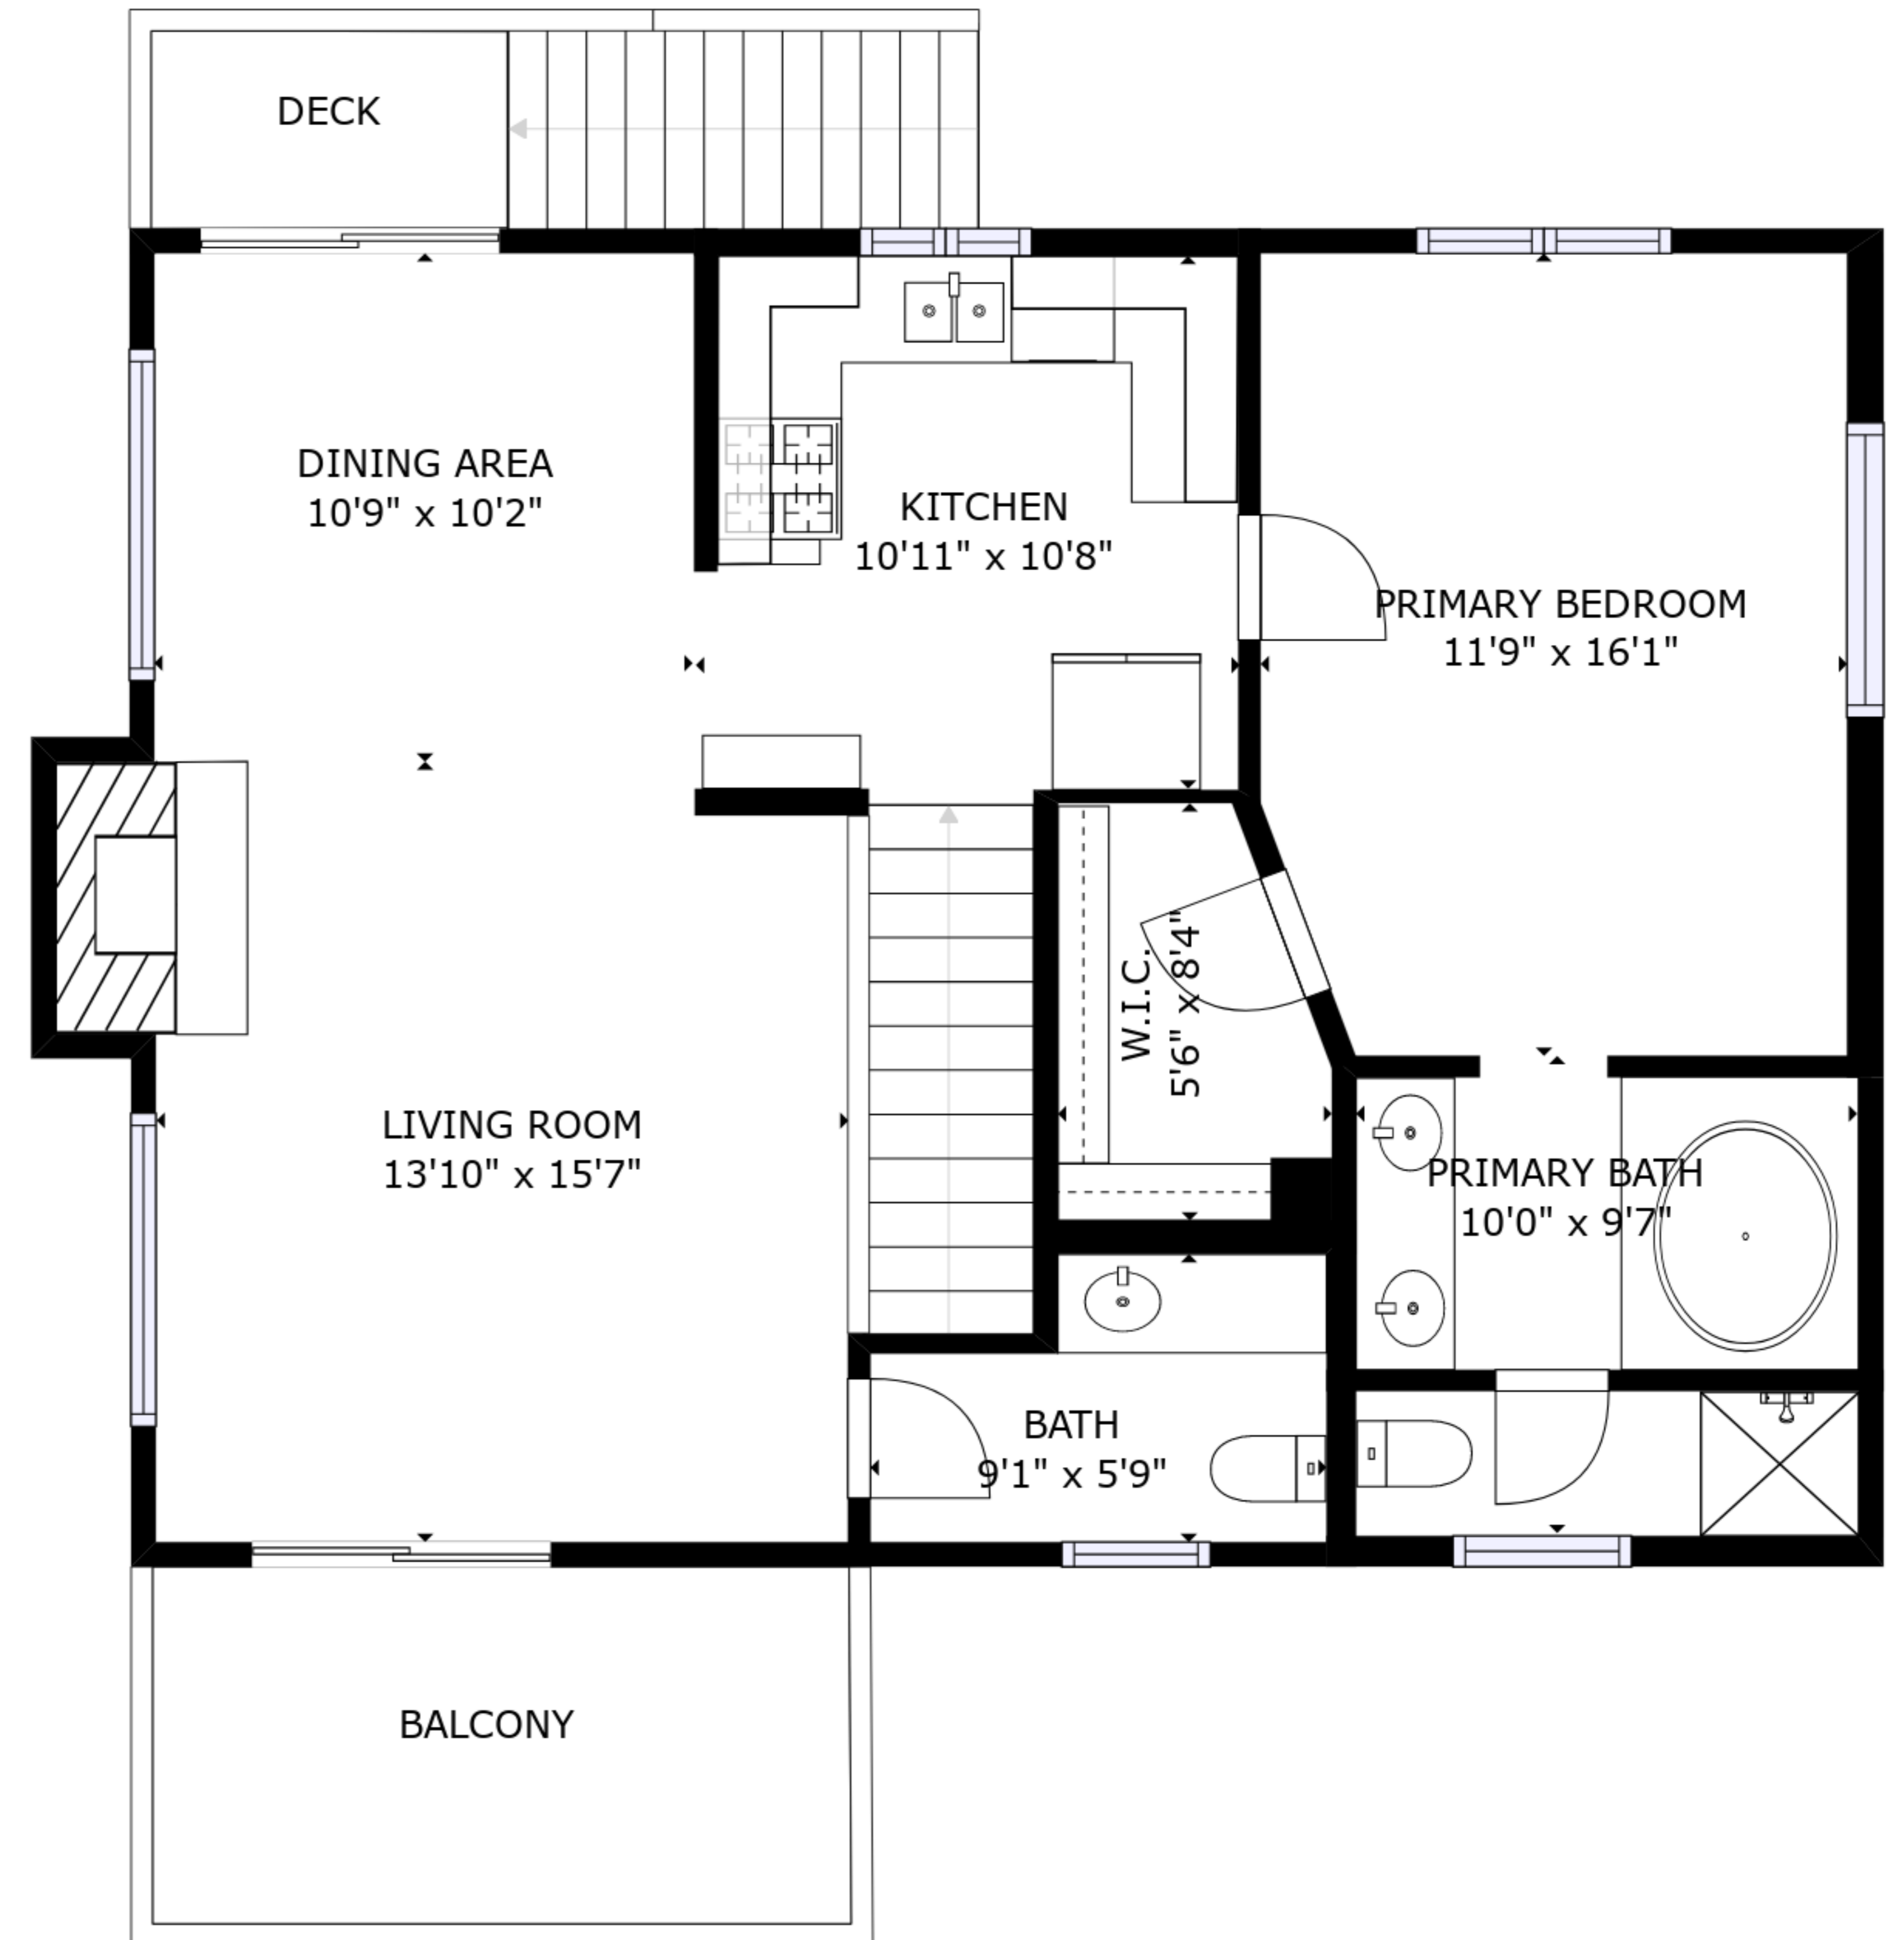 DECK
DINING AREA
10'9" x 10'2"
KITCHEN
10'11" x 10'8"
PRIMARY BEDROOM
11'9" x 16'1"
W.I.C.
5'6" x 8'4"
LIVING ROOM
13'10" x 15'7"
PRIMARY BATH
10'0" x 9'7"
BATH
9'1" x 5'9"
BALCONY